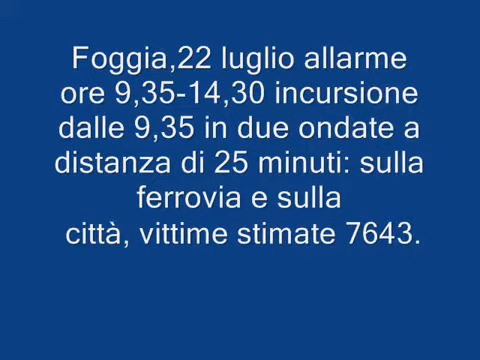 Foggia,22 luglio allarme
ore 9,35-14,30 incursione
dalle 9,35 in due ondate a
distanza di 25 minuti: sulla
ferrovia e sulla
città, vittime stimate 7643.